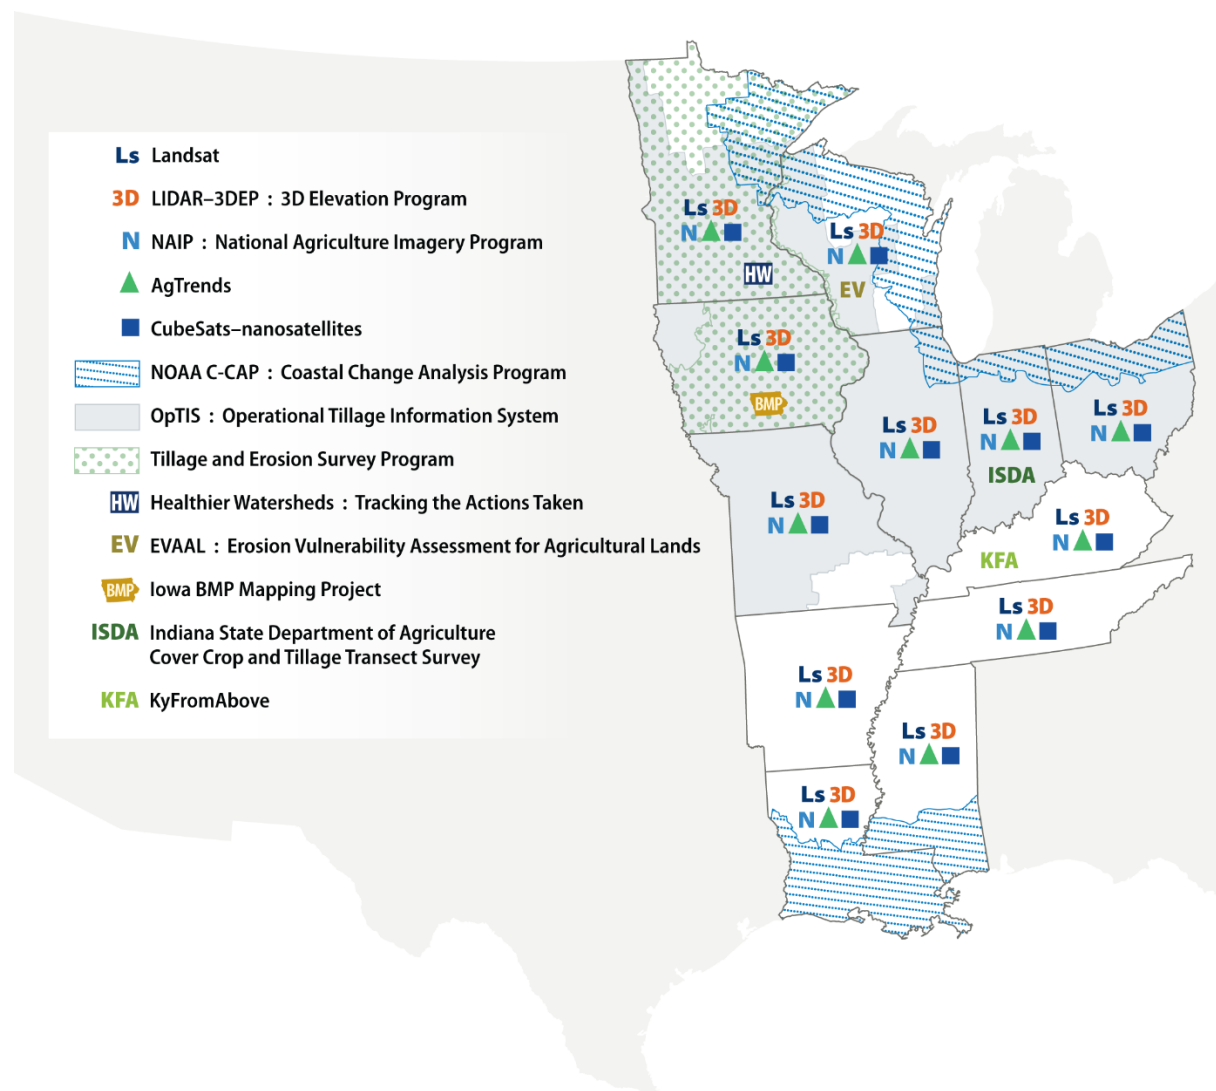 Ls Landsat
3D LIDAR–3DEP : 3D Elevation Program
N NAIP : National Agriculture Imagery Program
AgTrends
CubeSats–nanosatellites
NOAA C-CAP : Coastal Change Analysis Program
OpTIS : Operational Tillage Information System
Tillage and Erosion Survey Program
HW Healthier Watersheds : Tracking the Actions Taken
EV EVAAL : Erosion Vulnerability Assessment for Agricultural Lands
BMP Iowa BMP Mapping Project
ISDA Indiana State Department of Agriculture
Cover Crop and Tillage Transect Survey
KFA KyFromAbove
Ls 3D
N
HW
Ls 3D
N
EV
Ls 3D
N
BMP
Ls 3D
N
Ls 3D
N
ISDA
Ls 3D
N
Ls 3D
N
Ls 3D
N
KFA
Ls 3D
N
Ls 3D
N
Ls 3D
N
Ls 3D
N